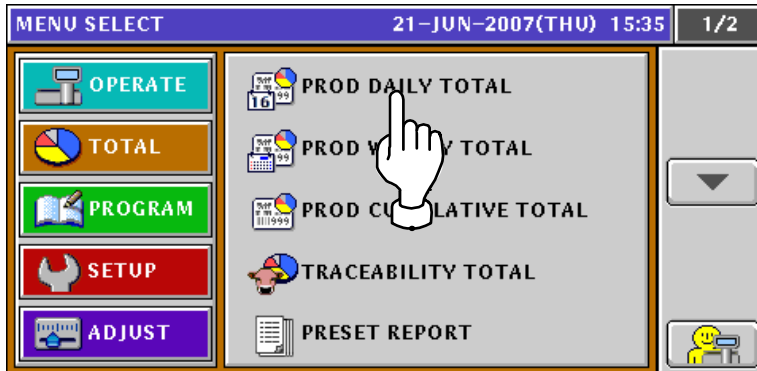 MENU SELECT 21-JUN-2007(THU) 15:35 1/2
OPERATE
TOTAL
PROGRAM
SETUP
ADJUST
PROD DAILY TOTAL
PROD TOTAL
PROD CUMULATIVE TOTAL
TRACEABILITY TOTAL
PRESET REPORT